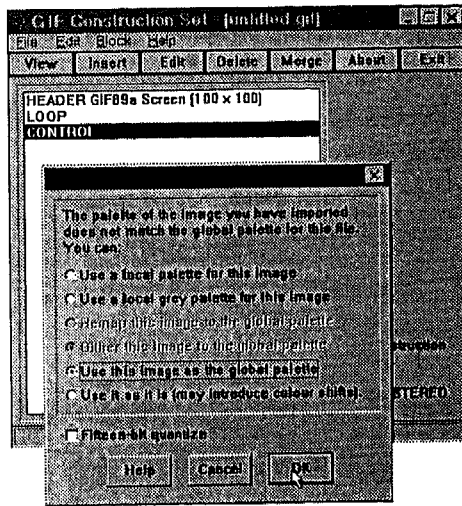 GIF Construction Set - [untitled.gif]
File Edit Block Help
View Insert Edit Delete Merge About Exit
HEADER GIF89a Screen (100 x 100)
LOOP
CONTROL
The palette of the image you have imported
does not match the global palette for this file.
You can:
Use a local palette for this image
Use a local grey palette for this image
Remap this image to the global palette
Dither this image to the global palette
Use this image as the global palette
Use it as it is (may introduce colour shifts)
Fifteen-bit quantize
Help Cancel OK